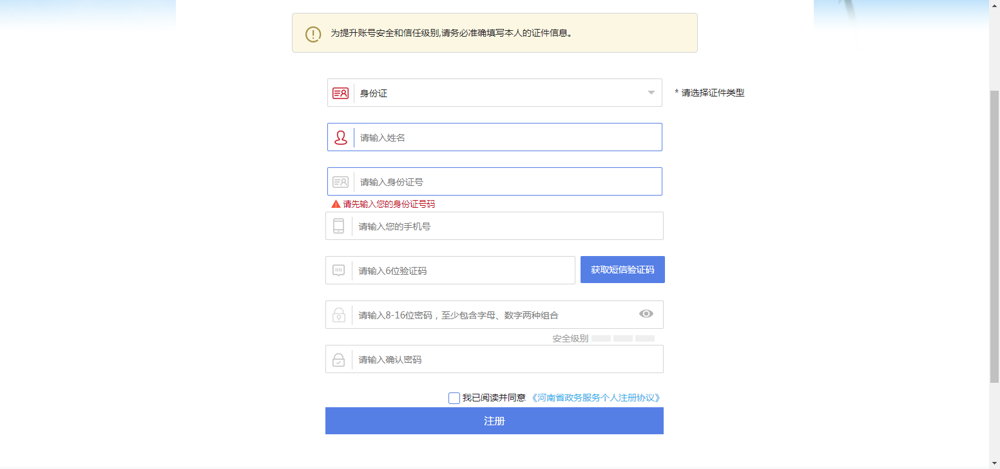 为提升账号安全和信任级别,请务必准确填写本人的证件信息。
身份证
* 请选择证件类型
请输入姓名
请输入身份证号
请先输入您的身份证号码
请输入您的手机号
请输入6位验证码
获取短信验证码
请输入8-16位密码，至少包含字母、数字两种组合
安全级别
请输入确认密码
我已阅读并同意 《河南省政务服务个人注册协议》
注册